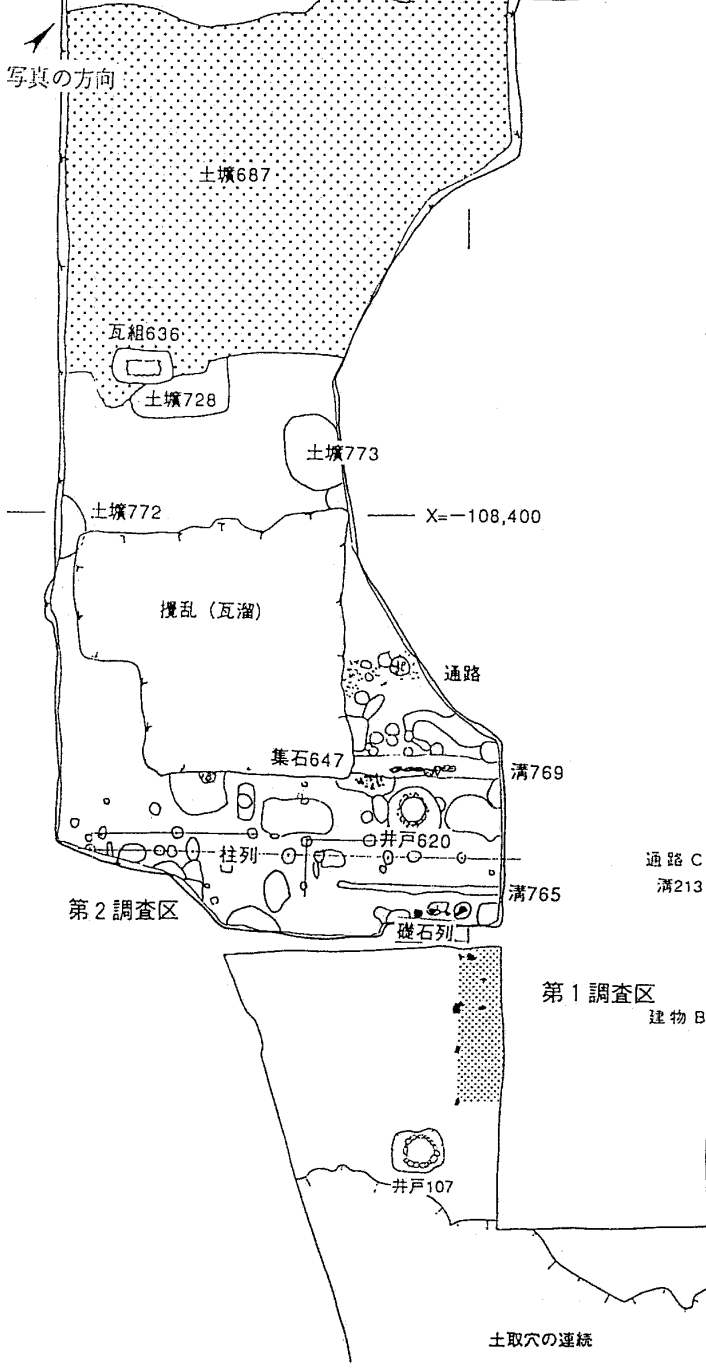 写真の方向
土壙687
瓦組636
土壙728
土壙773
土壙772
X=−108,400
攪乱（瓦溜）
通路
集石647
溝769
井戸620
柱列
通路 C
溝765
溝213
第2調査区
礎石列
第1調査区
建物 B
井戸107
土取穴の連続